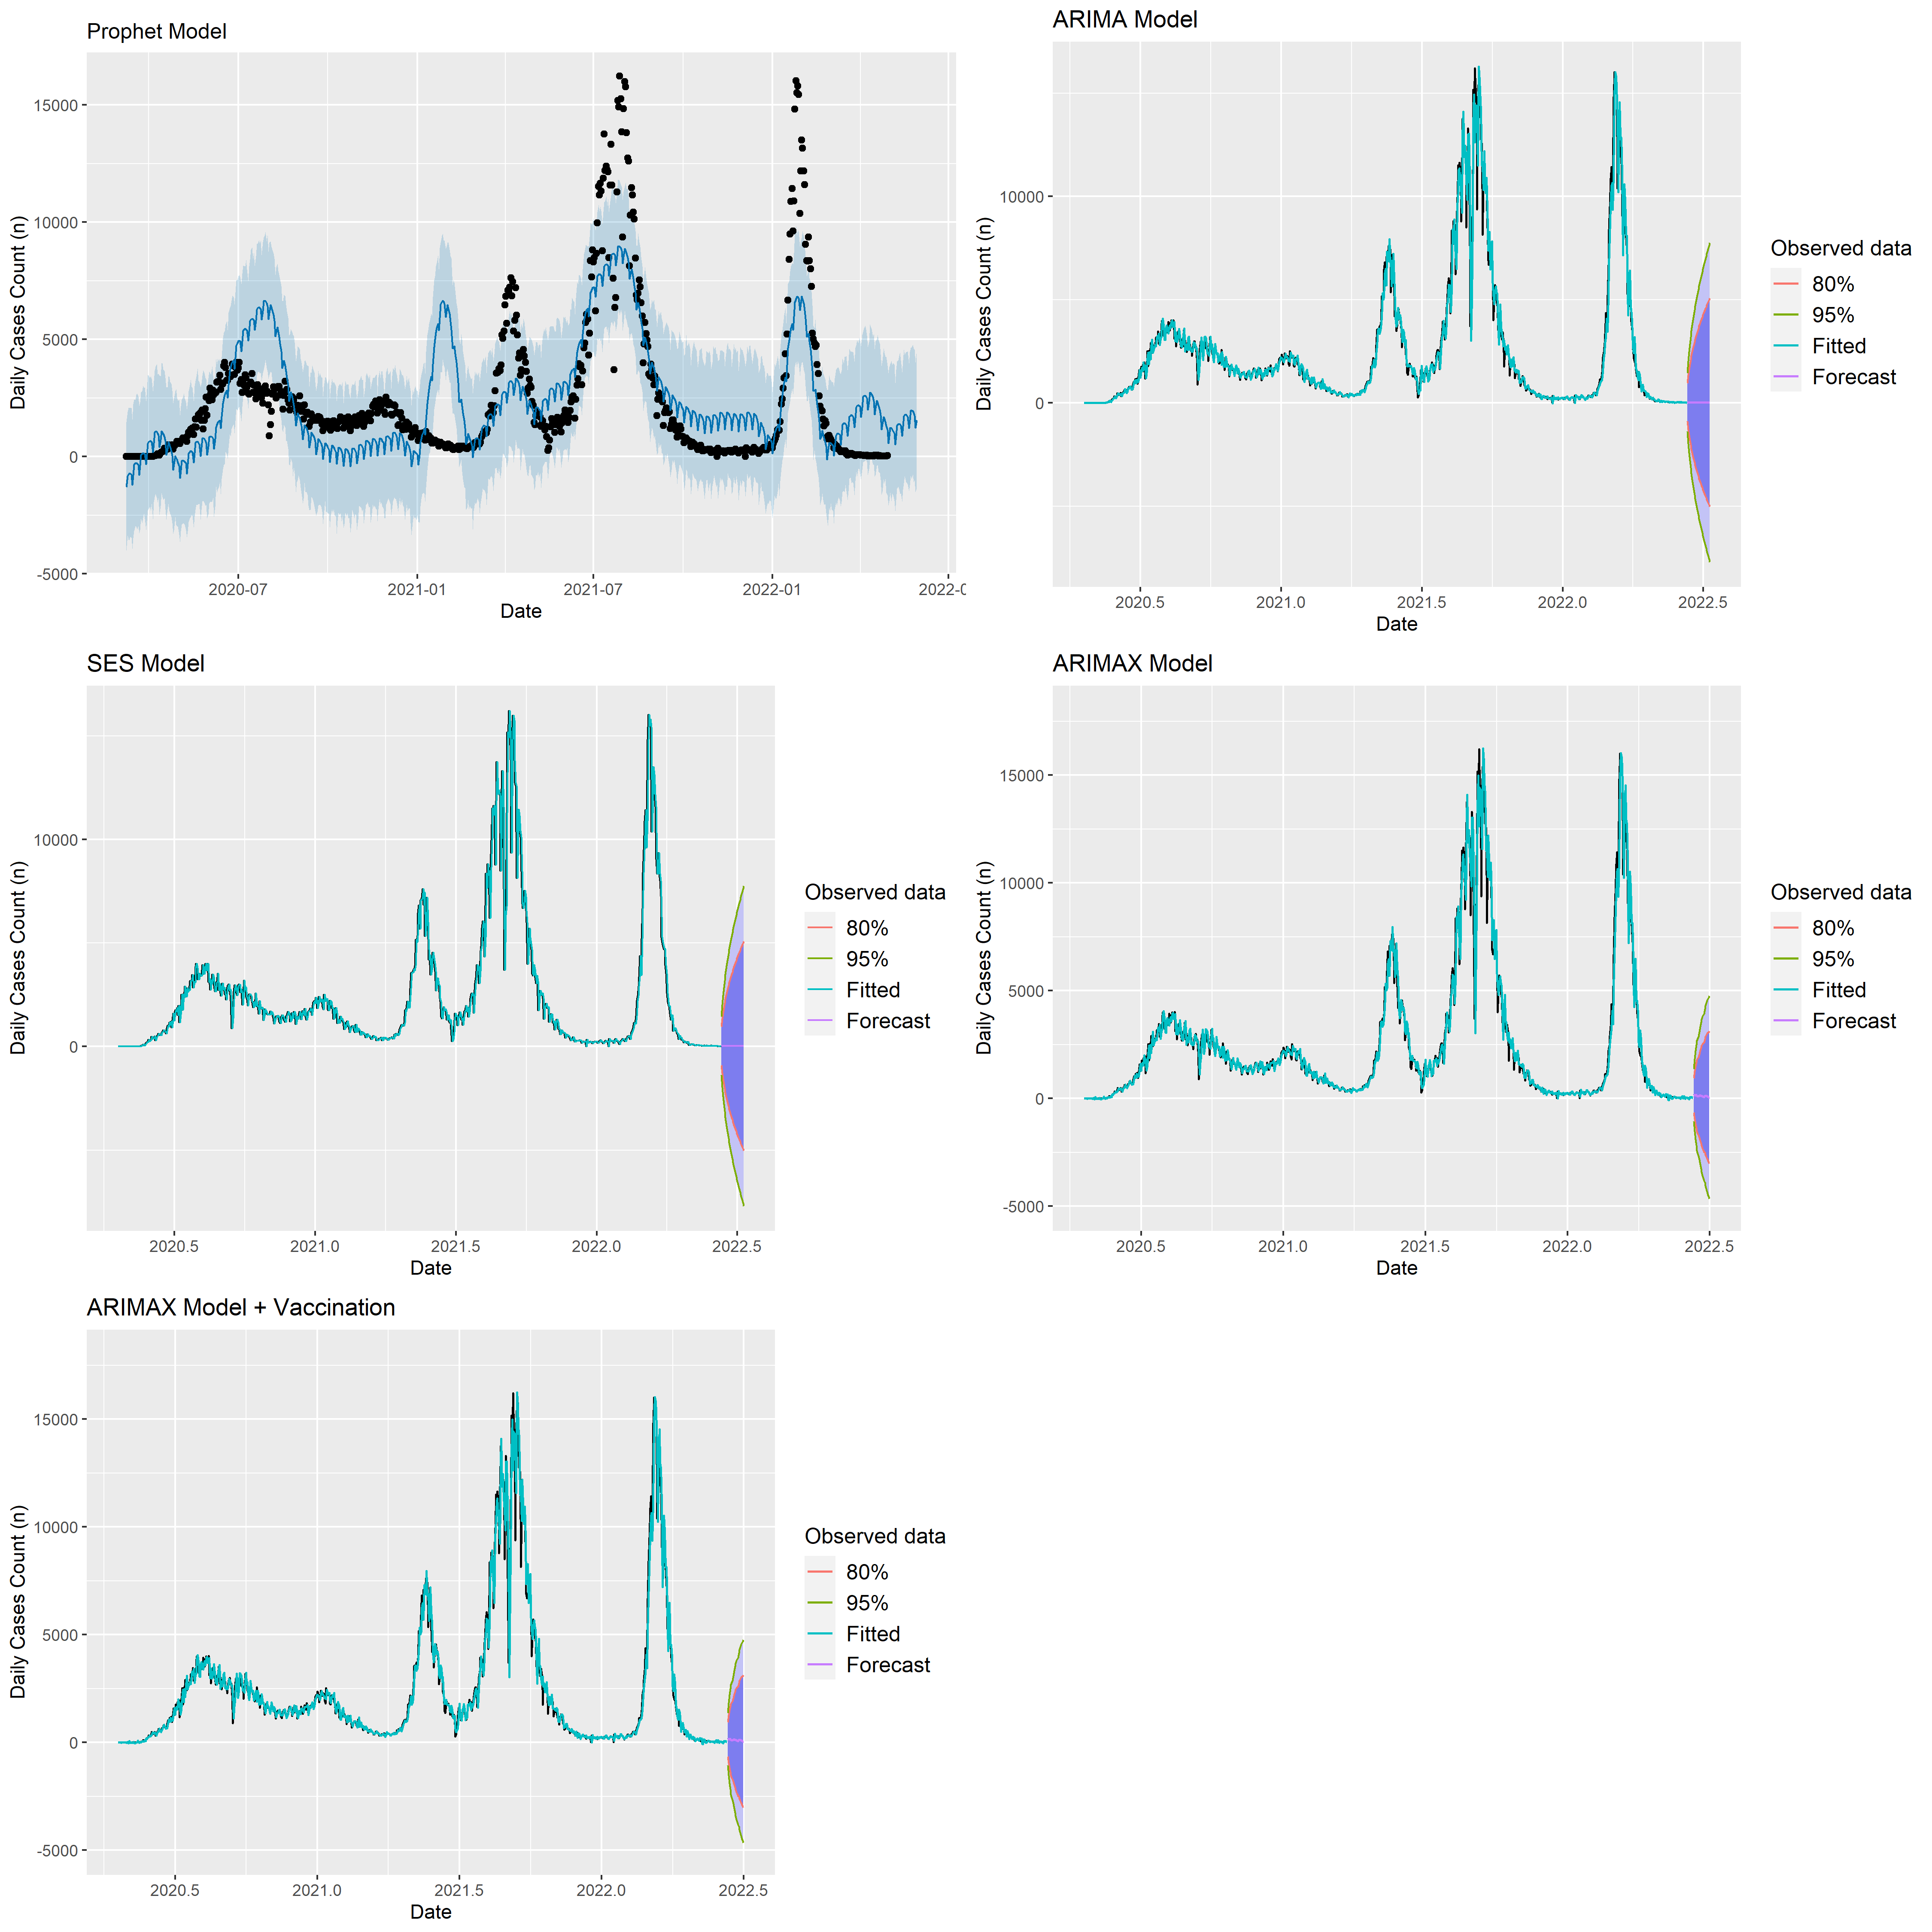 Prophet Model
Daily Cases Count (n)
15000
10000
5000
0
-5000
2020-07
2021-01
2021-07
2022-01
2022-0
Date
ARIMA Model
Daily Cases Count (n)
10000
0
2020.5
2021.0
2021.5
2022.0
2022.5
Date
Observed data
80%
95%
Fitted
Forecast
SES Model
Daily Cases Count (n)
10000
0
2020.5
2021.0
2021.5
2022.0
2022.5
Date
Observed data
80%
95%
Fitted
Forecast
ARIMAX Model
Daily Cases Count (n)
15000
10000
5000
0
-5000
2020.5
2021.0
2021.5
2022.0
2022.5
Date
Observed data
80%
95%
Fitted
Forecast
ARIMAX Model + Vaccination
Daily Cases Count (n)
15000
10000
5000
0
-5000
2020.5
2021.0
2021.5
2022.0
2022.5
Date
Observed data
80%
95%
Fitted
Forecast